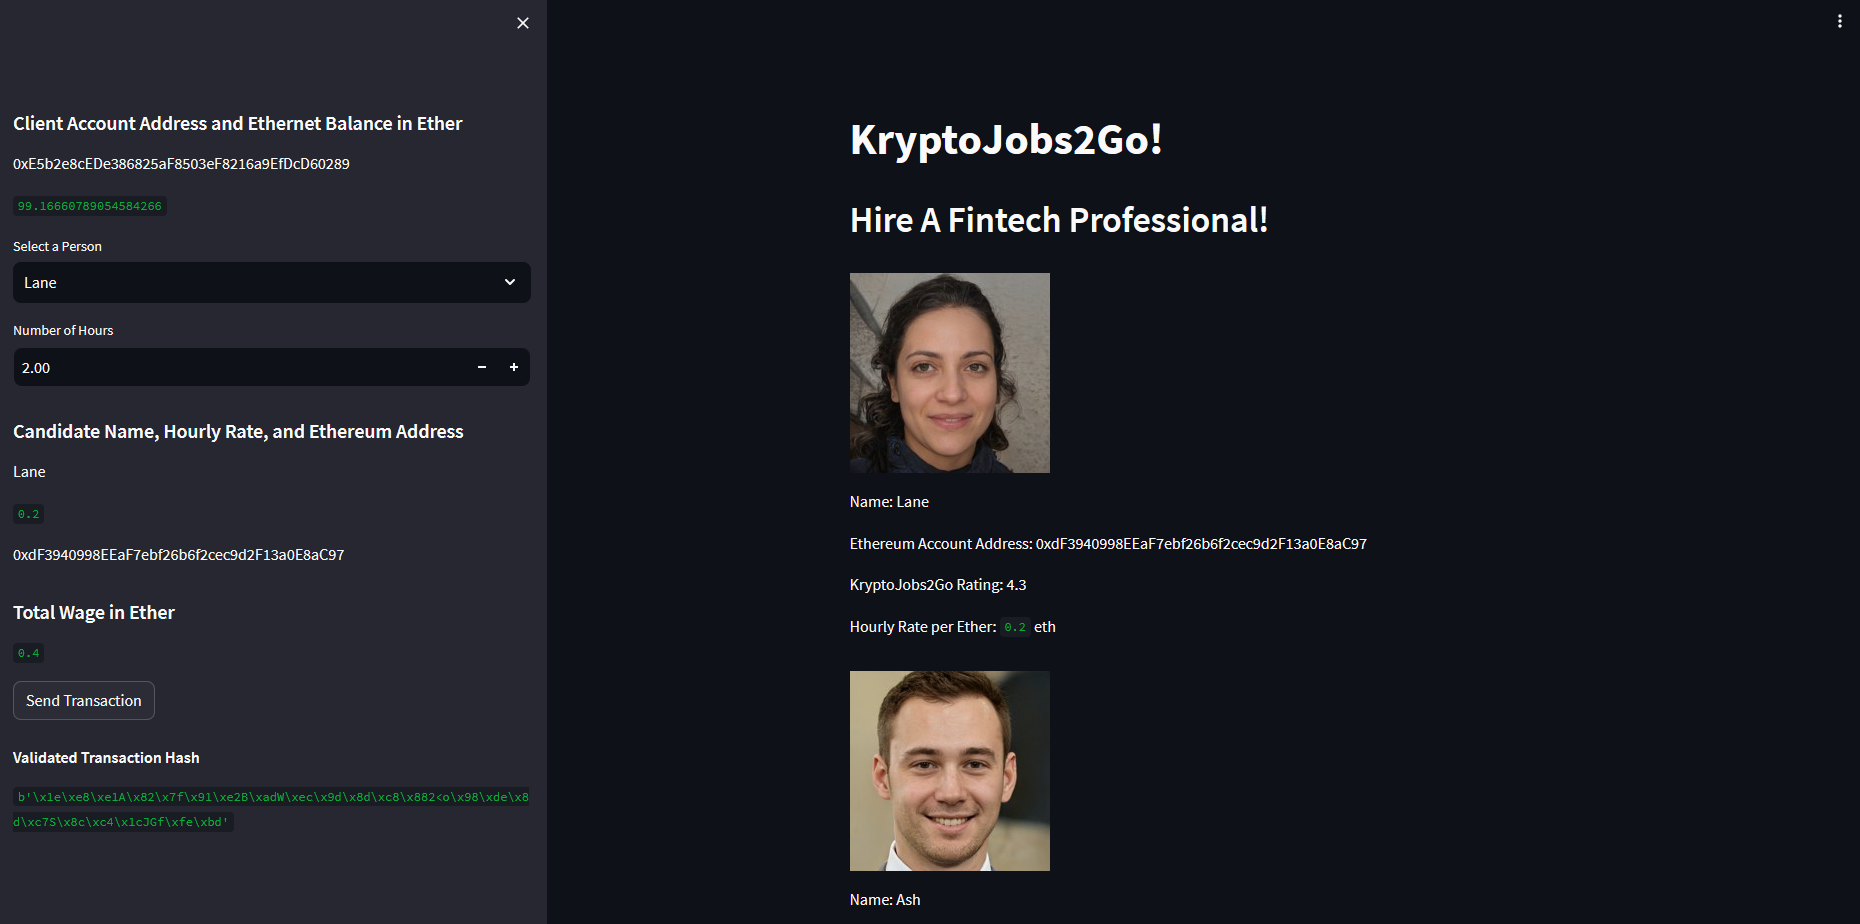 Client Account Address and Ethernet Balance in Ether
0xE5b2e8cEDe386825aF8503eF8216a9EfDcD60289
99.16660789054584266
Select a Person
Lane
Number of Hours
2.00
Candidate Name, Hourly Rate, and Ethereum Address
Lane
0.2
0xdF3940998EEaF7ebf26b6f2cec9d2F13a0E8aC97
Total Wage in Ether
0.4
Send Transaction
Validated Transaction Hash
b'\x1e\xe8\xe1A\x82\x7f\x91\xe2B\xadW\xec\x9d\x8d\xc8\x882<o\x98\xde\x8
d\xc7S\x8c\xc4\x1cJGf\xfe\xbd'
KryptoJobs2Go!
Hire A Fintech Professional!
Name: Lane
Ethereum Account Address: 0xdF3940998EEaF7ebf26b6f2cec9d2F13a0E8aC97
KryptoJobs2Go Rating: 4.3
Hourly Rate per Ether: 0.2 eth
Name: Ash